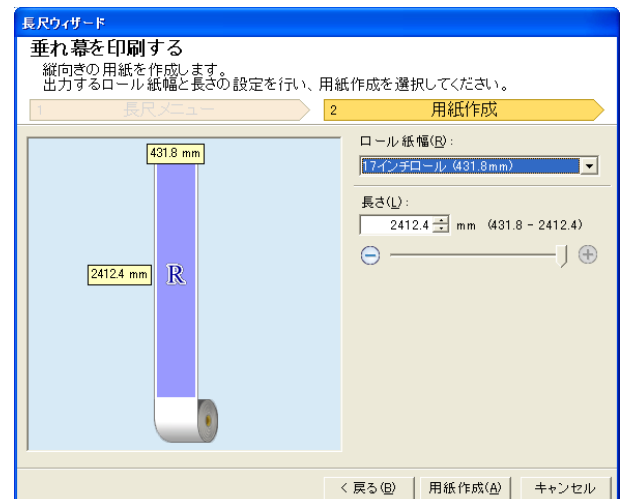 長尺ウィザード
垂れ幕を印刷する
縦向きの用紙を作成します。
出力するロール紙幅と長さの設定を行い、用紙作成を選択してください。
1 長尺メニュー 2 用紙作成
431.8 mm
2412.4 mm
R
ロール紙幅(R):
17インチロール (431.8mm)
長さ(L):
2412.4 mm (431.8 - 2412.4)
< 戻る(B) 用紙作成(A) キャンセル